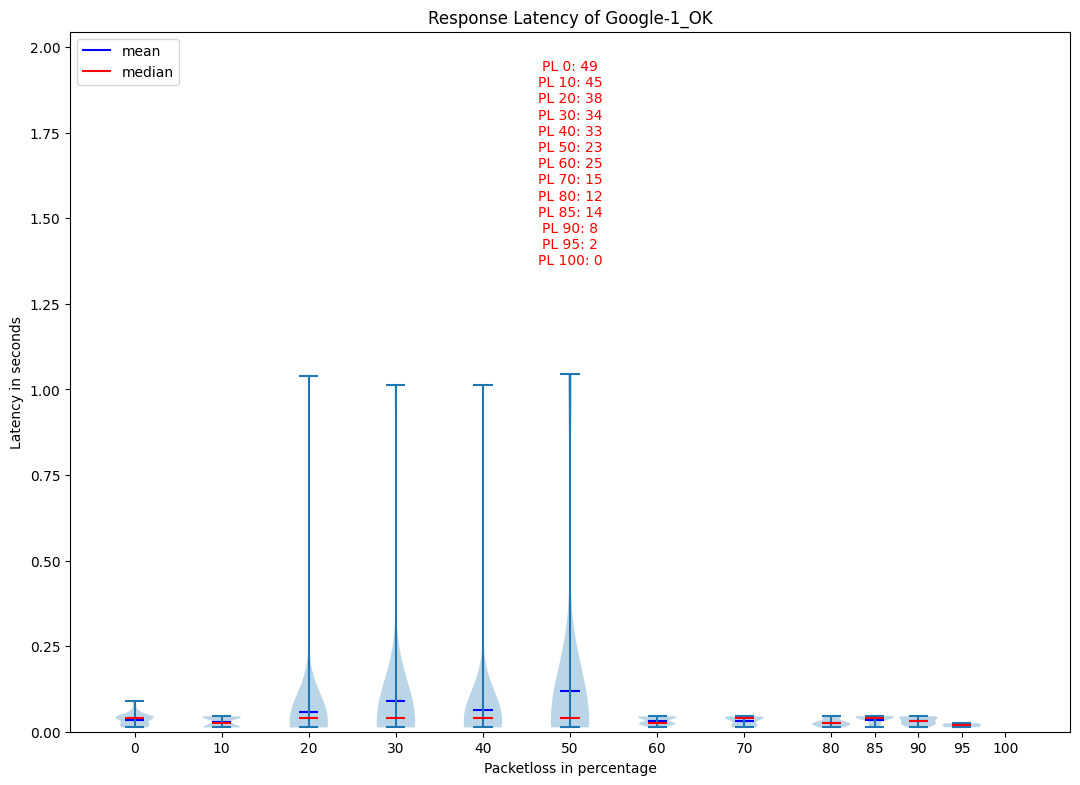 Response Latency of Google-1_OK
mean
median
PL 0: 49
PL 10: 45
PL 20: 38
PL 30: 34
PL 40: 33
PL 50: 23
PL 60: 25
PL 70: 15
PL 80: 12
PL 85: 14
PL 90: 8
PL 95: 2
PL 100: 0
Latency in seconds
2.00
1.75
1.50
1.25
1.00
0.75
0.50
0.25
0.00
0 10 20 30 40 50 60 70 80 85 90 95 100
Packetloss in percentage